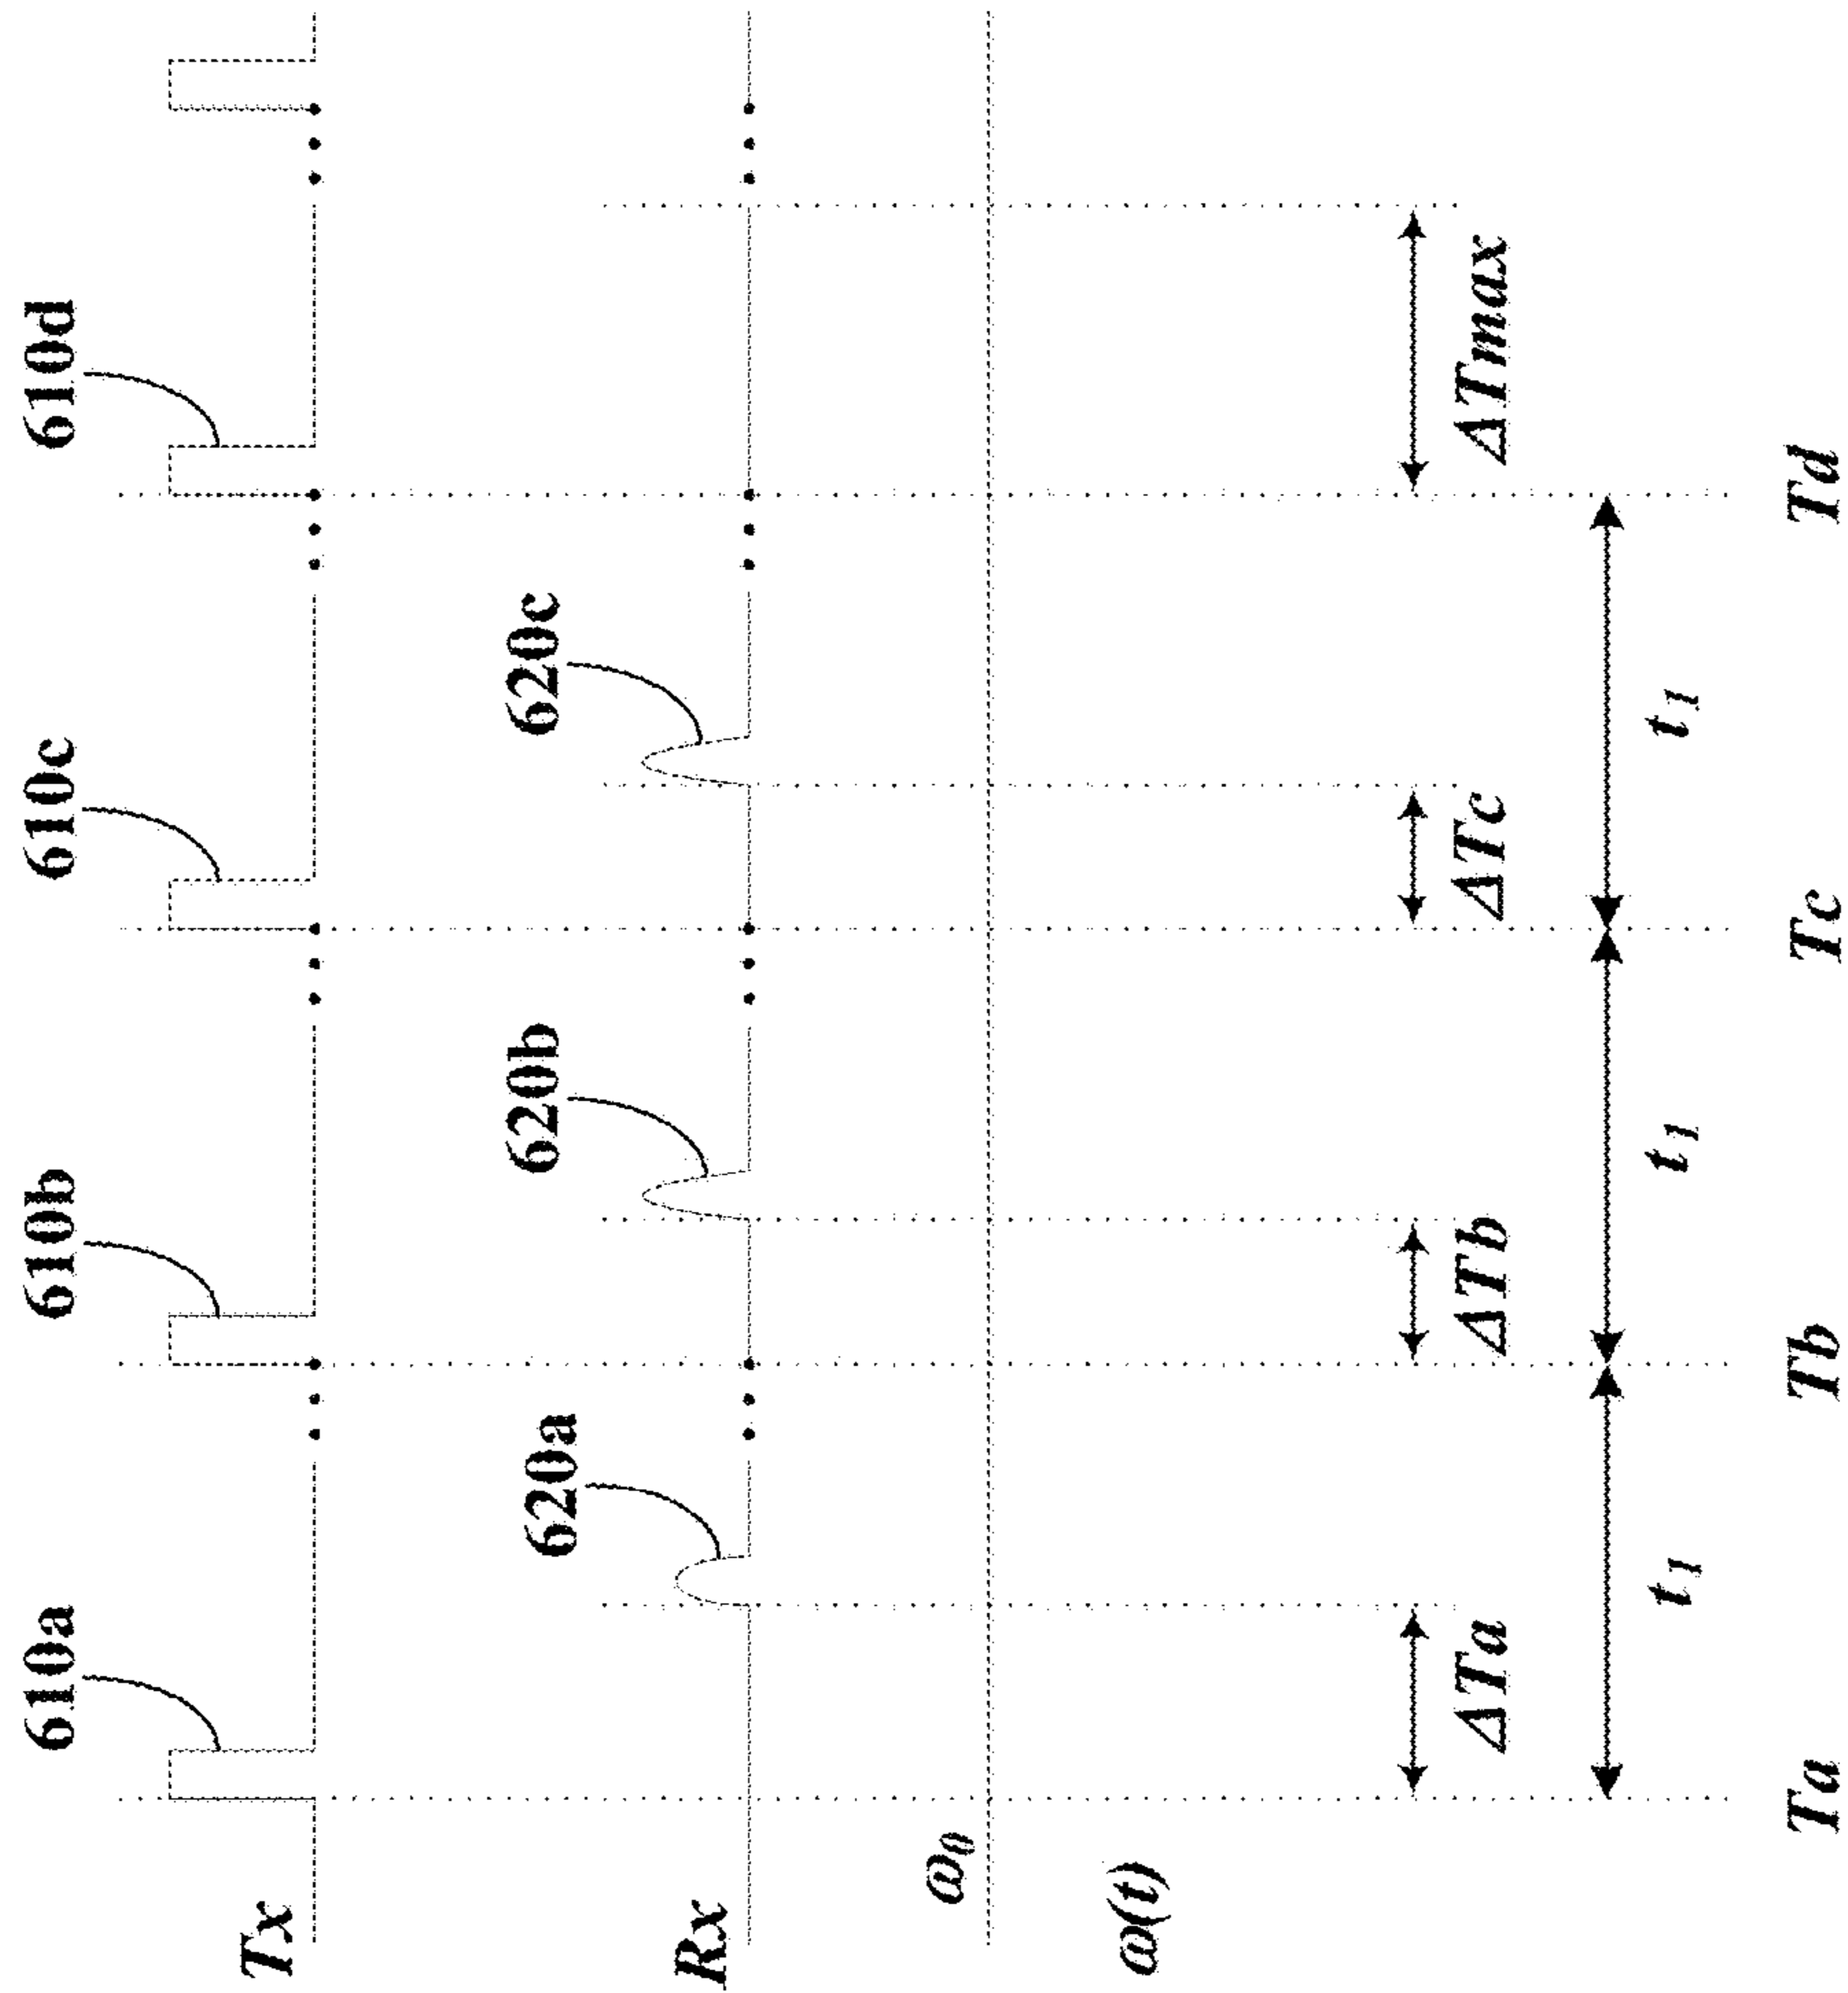 610a 610b 610c 610d
Tx
620a 620b 620c
Rx
ω0
ω(t)
ΔTa ΔTb ΔTc ΔTmax
t1 t1 t1
Ta Tb Tc Td